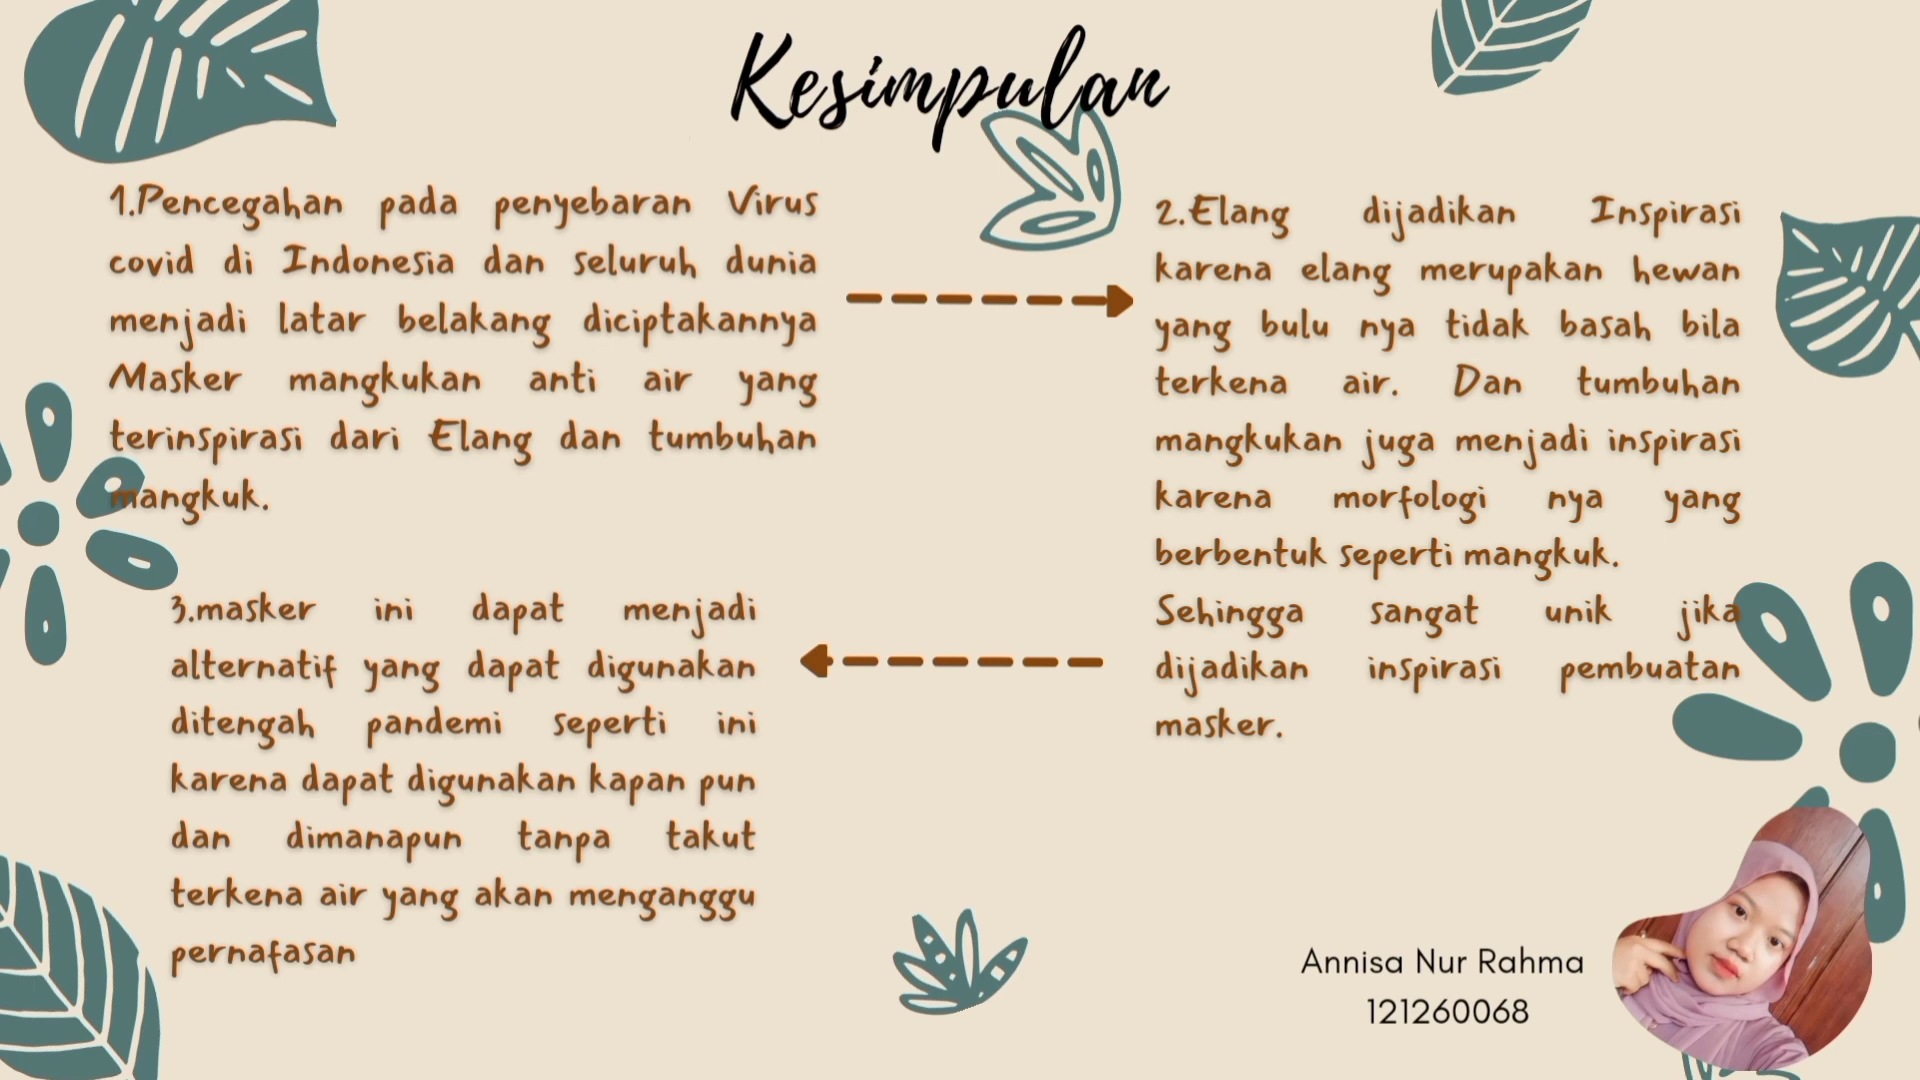 Kesimpulan
1.Pencegahan pada penyebaran Virus
covid di Indonesia dan seluruh dunia
menjadi latar belakang diciptakannya
Masker mangkukan anti air yang
terinspirasi dari Elang dan tumbuhan
mangkuk.
2.Elang dijadikan Inspirasi
karena elang merupakan hewan
yang bulu nya tidak basah bila
terkena air. Dan tumbuhan
mangkukan juga menjadi inspirasi
karena morfologi nya yang
berbentuk seperti mangkuk.
Sehingga sangat unik jika
dijadikan inspirasi pembuatan
masker.
3.masker ini dapat menjadi
alternatif yang dapat digunakan
ditengah pandemi seperti ini
karena dapat digunakan kapan pun
dan dimanapun tanpa takut
terkena air yang akan menganggu
pernafasan
Annisa Nur Rahma
121260068